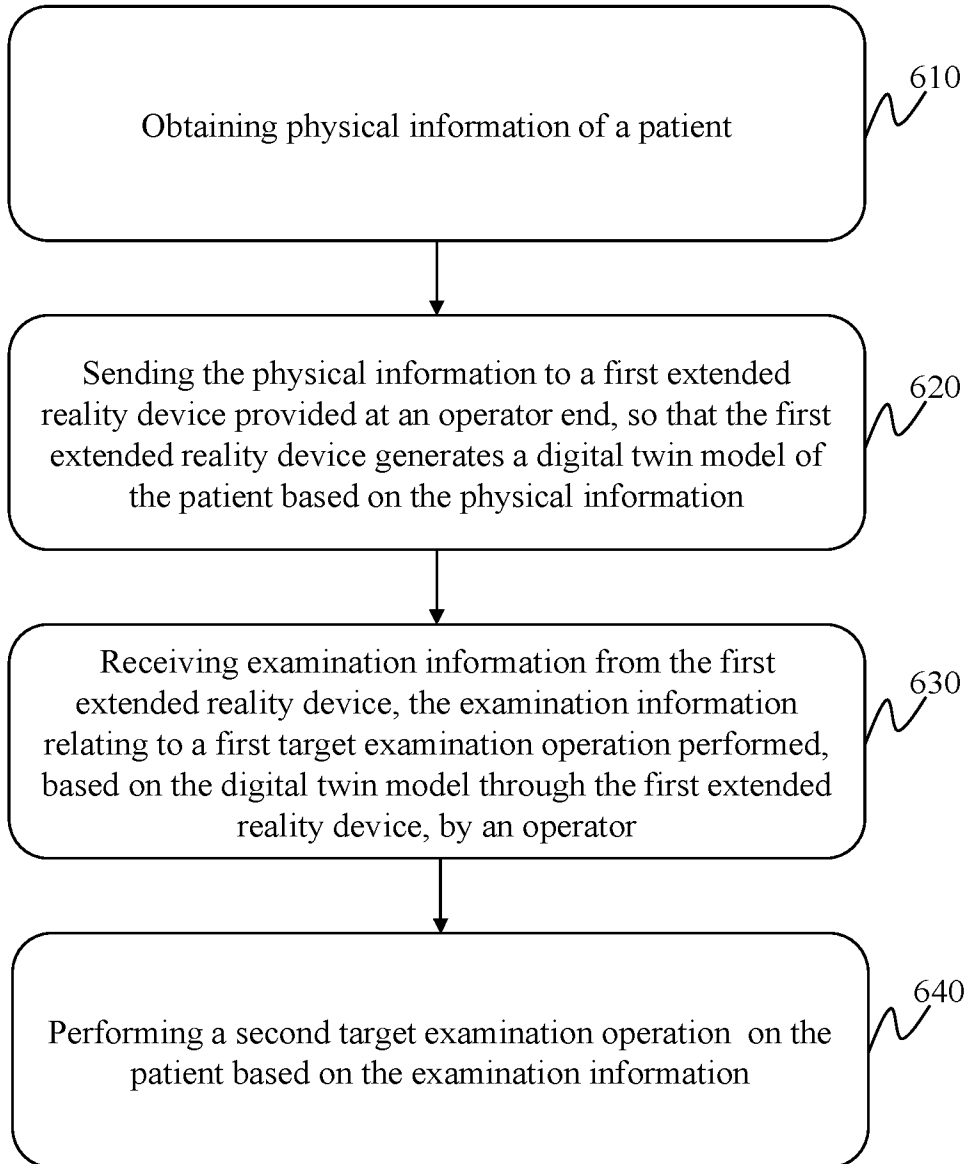 610
Obtaining physical information of a patient
620
Sending the physical information to a first extended
reality device provided at an operator end, so that the first
extended reality device generates a digital twin model of
the patient based on the physical information
630
Receiving examination information from the first
extended reality device, the examination information
relating to a first target examination operation performed,
based on the digital twin model through the first extended
reality device, by an operator
640
Performing a second target examination operation on the
patient based on the examination information